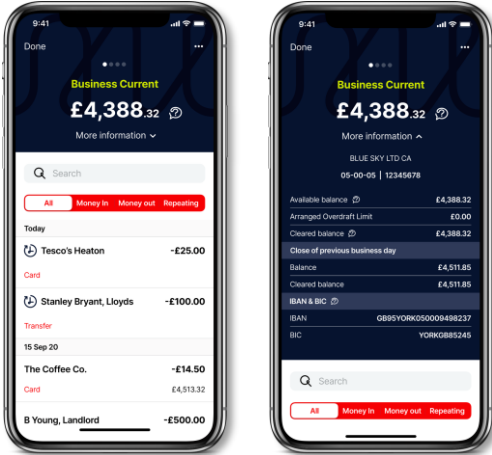 9:41
Done
...
Business Current
£4,388.32
More information
Search
All Money In Money out Repeating
Today
Tesco's Heaton -£25.00
Card
Stanley Bryant, Lloyds -£100.00
Transfer
15 Sep 20
The Coffee Co. -£14.50
Card £4,513.32
B Young, Landlord -£500.00
9:41
Done
...
Business Current
£4,388.32
More information
BLUE SKY LTD CA
05-00-05 | 12345678
Available balance £4,388.32
Arranged Overdraft Limit £0.00
Cleared balance £4,388.32
Close of previous business day
Balance £4,511.85
Cleared balance £4,511.85
IBAN & BIC
IBAN GB95YORK050009498237
BIC YORKGB85245
Search
All Money In Money out Repeating